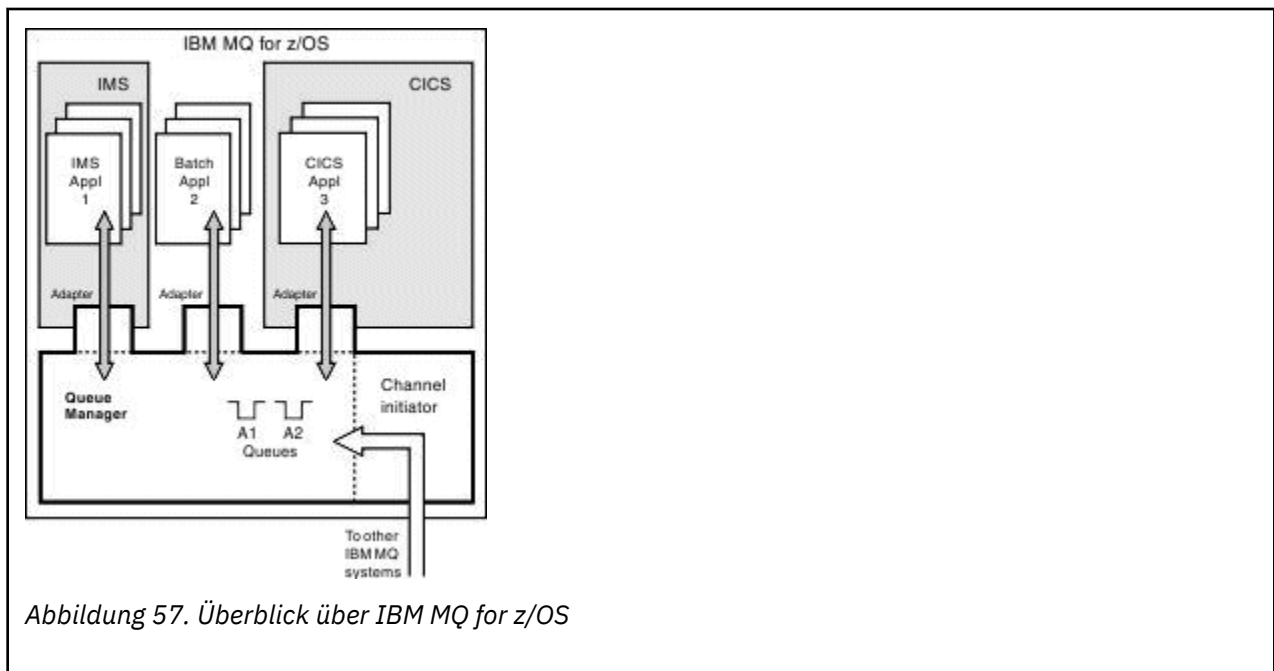 IBM MQ for z/OS
IMS
CICS
IMS
Appl
1
Batch
Appl
2
CICS
Appl
3
Adapter
Adapter
Adapter
Queue
Manager
A1 A2
Queues
Channel
initiator
To other
IBM MQ
systems
Abbildung 57. Überblick über IBM MQ for z/OS